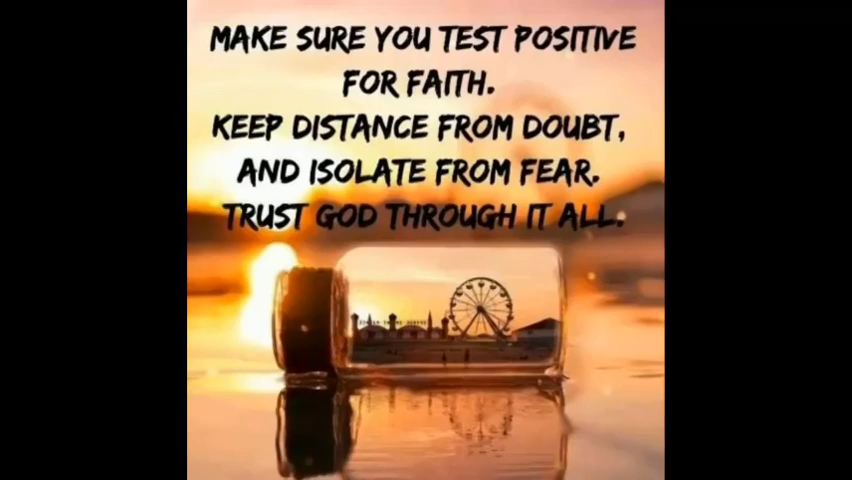 MAKE SURE YOU TEST POSITIVE
FOR FAITH.
KEEP DISTANCE FROM DOUBT,
AND ISOLATE FROM FEAR.
TRUST GOD THROUGH IT ALL.